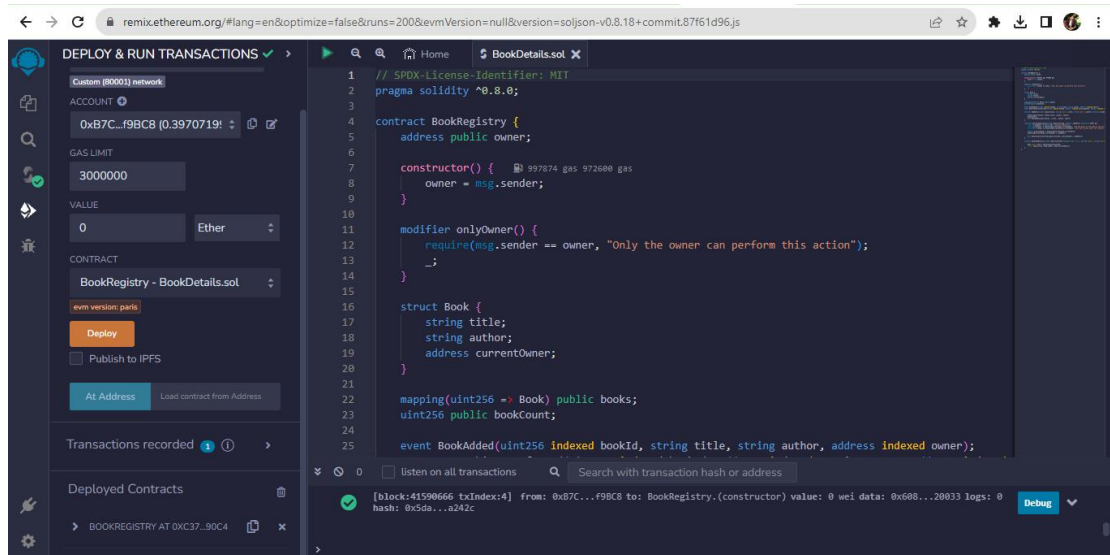 remix.ethereum.org/#lang=en&optimize=false&runs=200&evmVersion=null&version=soljson-v0.8.18+commit.87f61d96.js
DEPLOY & RUN TRANSACTIONS
Custom (80001) network
ACCOUNT
0xB7C...f9BC8 (0.3970719
GAS LIMIT
3000000
VALUE
0
Ether
CONTRACT
BookRegistry - BookDetails.sol
evm version: paris
Deploy
Publish to IPFS
At Address
Load contract from Address
Transactions recorded 1
Deployed Contracts
BOOKREGISTRY AT 0XC37...90C4
Home
BookDetails.sol
1 // SPDX-License-Identifier: MIT
2 pragma solidity ^0.8.0;
3
4 contract BookRegistry {
5 address public owner;
6
7 constructor() { 997874 gas 972600 gas
8 owner = msg.sender;
9 }
10
11 modifier onlyOwner() {
12 require(msg.sender == owner, "Only the owner can perform this action");
13 _;
14 }
15
16 struct Book {
17 string title;
18 string author;
19 address currentOwner;
20 }
21
22 mapping(uint256 => Book) public books;
23 uint256 public bookCount;
24
25 event BookAdded(uint256 indexed bookId, string title, string author, address indexed owner);
0
listen on all transactions
Search with transaction hash or address
[block:41590666 txIndex:4] from: 0xB7C...f9BC8 to: BookRegistry.(constructor) value: 0 wei data: 0x608...20033 logs: 0
hash: 0x5da...a242c
Debug
>